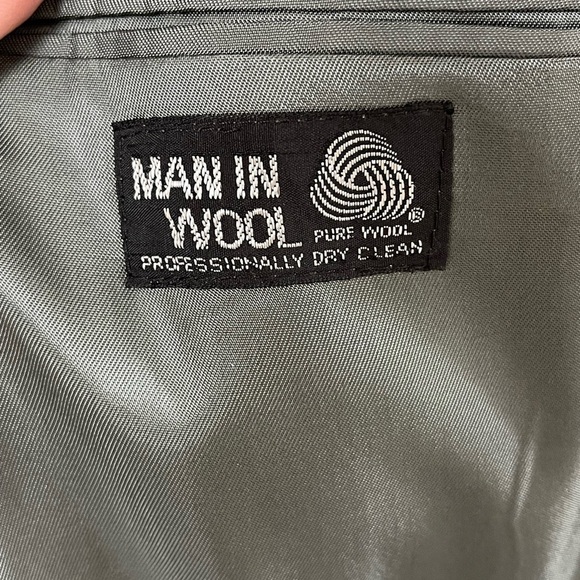 MAN IN
WOOL
PURE WOOL ®
PROFESSIONALLY DRY CLEAN